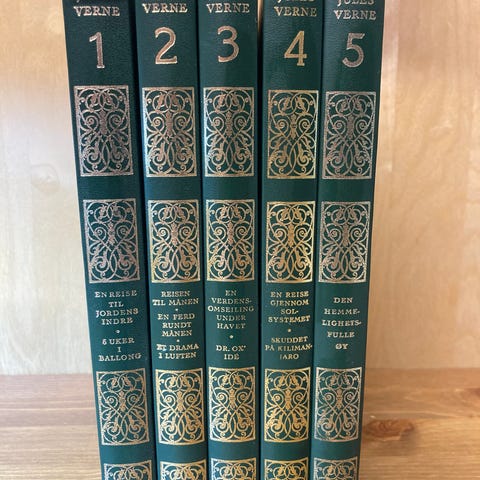 VERNE
1
EN REISE
TIL
JORDENS
INDRE
•
5 UKER
I
BALLONG
VERNE
2
REISEN
TIL MÅNEN
•
EN FERD
RUNDT
MÅNEN
•
ET DRAMA
I LUFTEN
JULES
VERNE
3
EN
VERDENS-
OMSEILING
UNDER
HAVET
•
DR. OX'
IDÉ
JULES
VERNE
4
EN REISE
GJENNOM
SOL-
SYSTEMET
•
SKUDDET
PÅ KILIMAN-
JARO
JULES
VERNE
5
DEN
HEMME-
LIGHETS-
FULLE
ØY